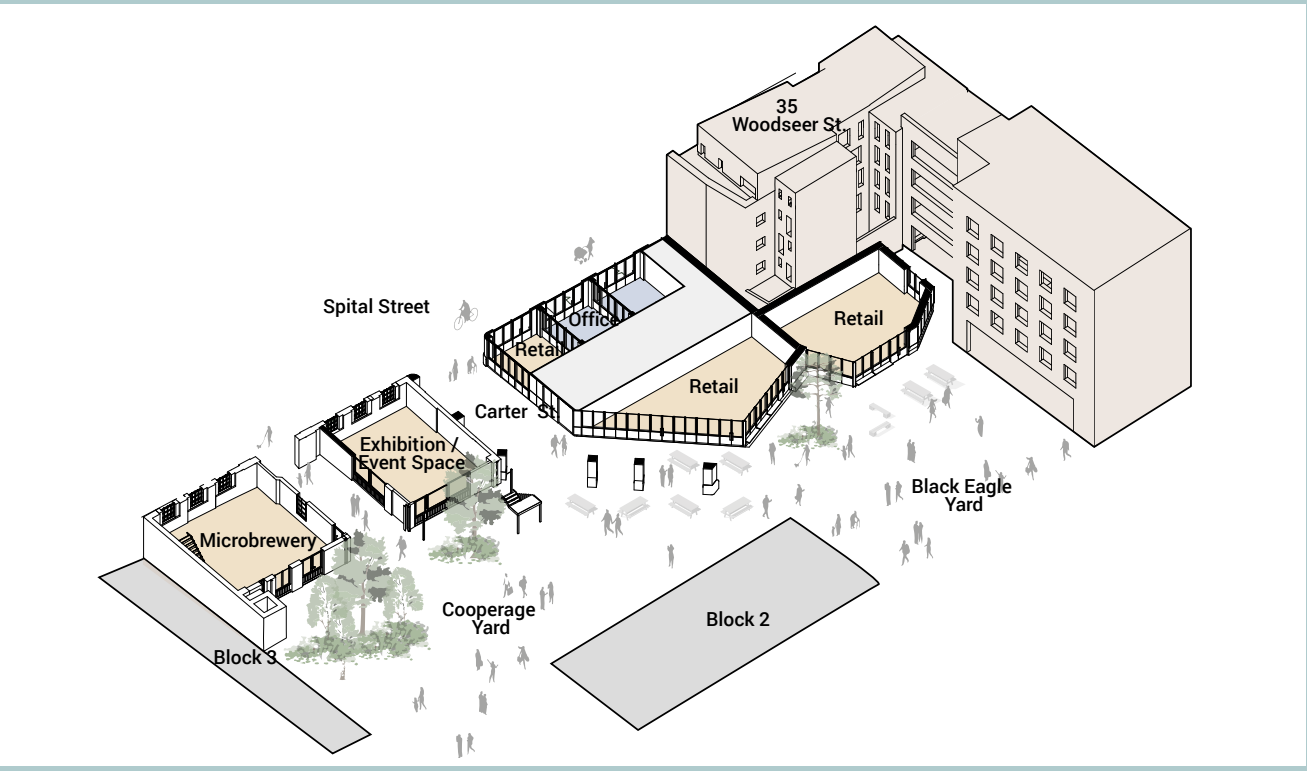 35
Woodseer St.
Spital Street
Office
Retail
Retail
Retail
Carter St.
Exhibition /
Event Space
Black Eagle
Yard
Microbrewery
Cooperage
Yard
Block 2
Block 3